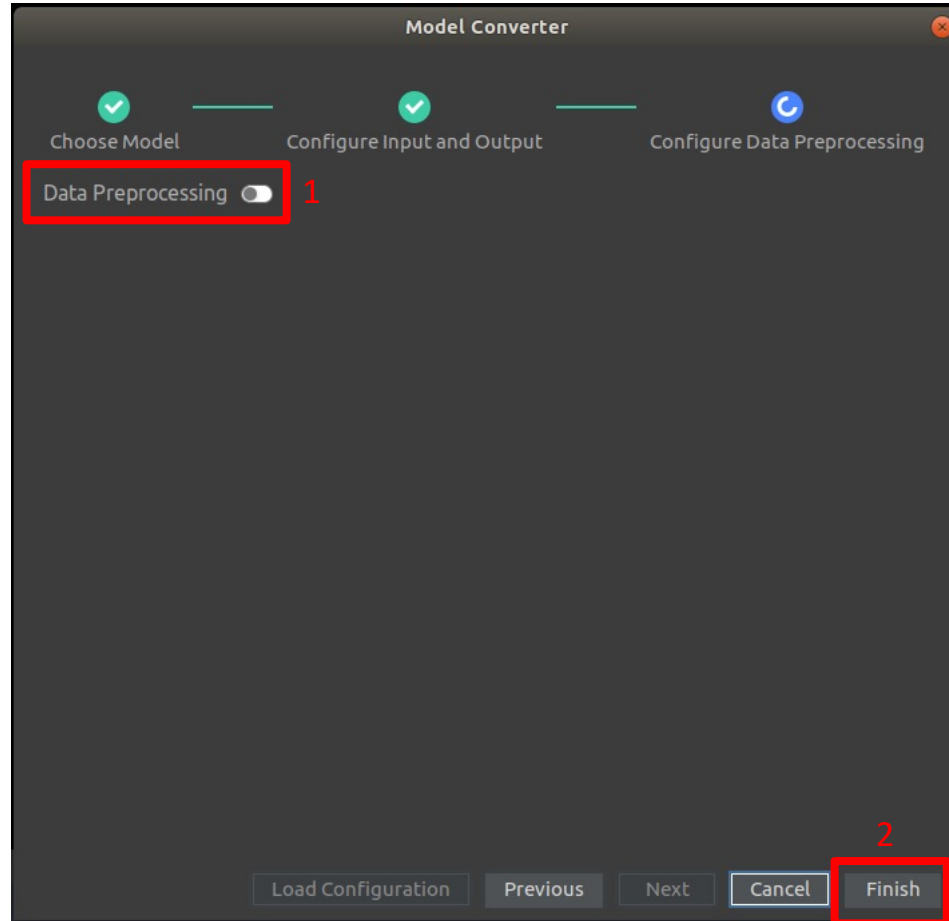 Model Converter
Choose Model Configure Input and Output Configure Data Preprocessing
Data Preprocessing 1
2
Load Configuration Previous Next Cancel Finish